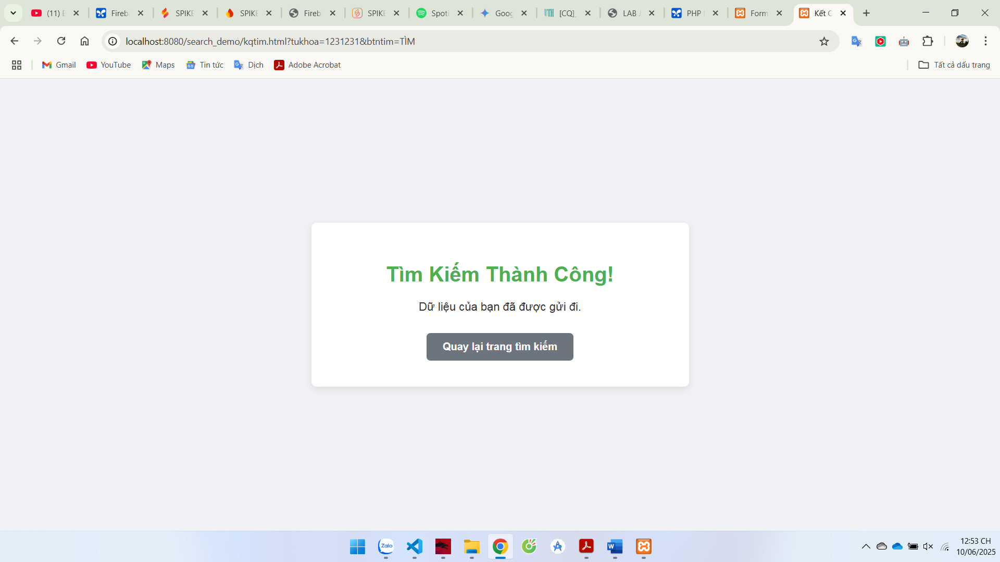 (11) E
Fireb
SPIKE
SPIKE
Fireb
SPIKE
Spoti
Goog
[CQ]_
LAB
PHP
Form
Kết C
localhost:8080/search_demo/kqtim.html?tukhoa=1231231&btntim=TÌM
Gmail
YouTube
Maps
Tin tức
Dịch
Adobe Acrobat
Tất cả dấu trang
Tìm Kiếm Thành Công!
Dữ liệu của bạn đã được gửi đi.
Quay lại trang tìm kiếm
Zalo
12:53 CH
10/06/2025